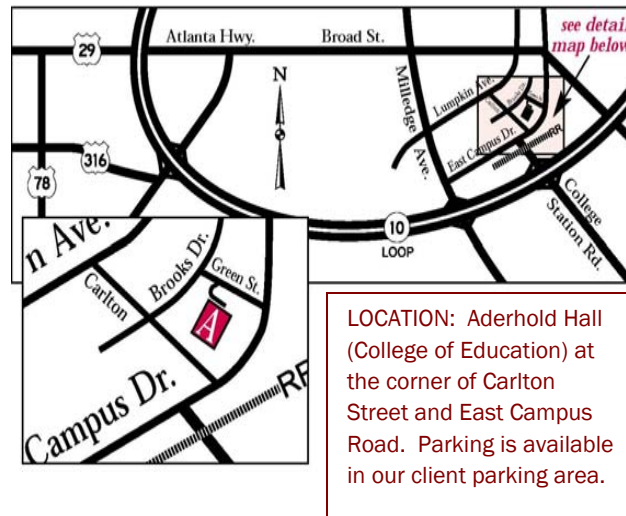 29
Atlanta Hwy.
Broad St.
see detail
map below
N
Milledge
Ave.
Lumpkin Ave.
East Campus Dr.
RR
316
78
College
Station Rd.
10
LOOP
n Ave.
Carlton
Brooks Dr.
Green St.
A
Campus Dr.
RR
LOCATION: Aderhold Hall
(College of Education) at
the corner of Carlton
Street and East Campus
Road. Parking is available
in our client parking area.